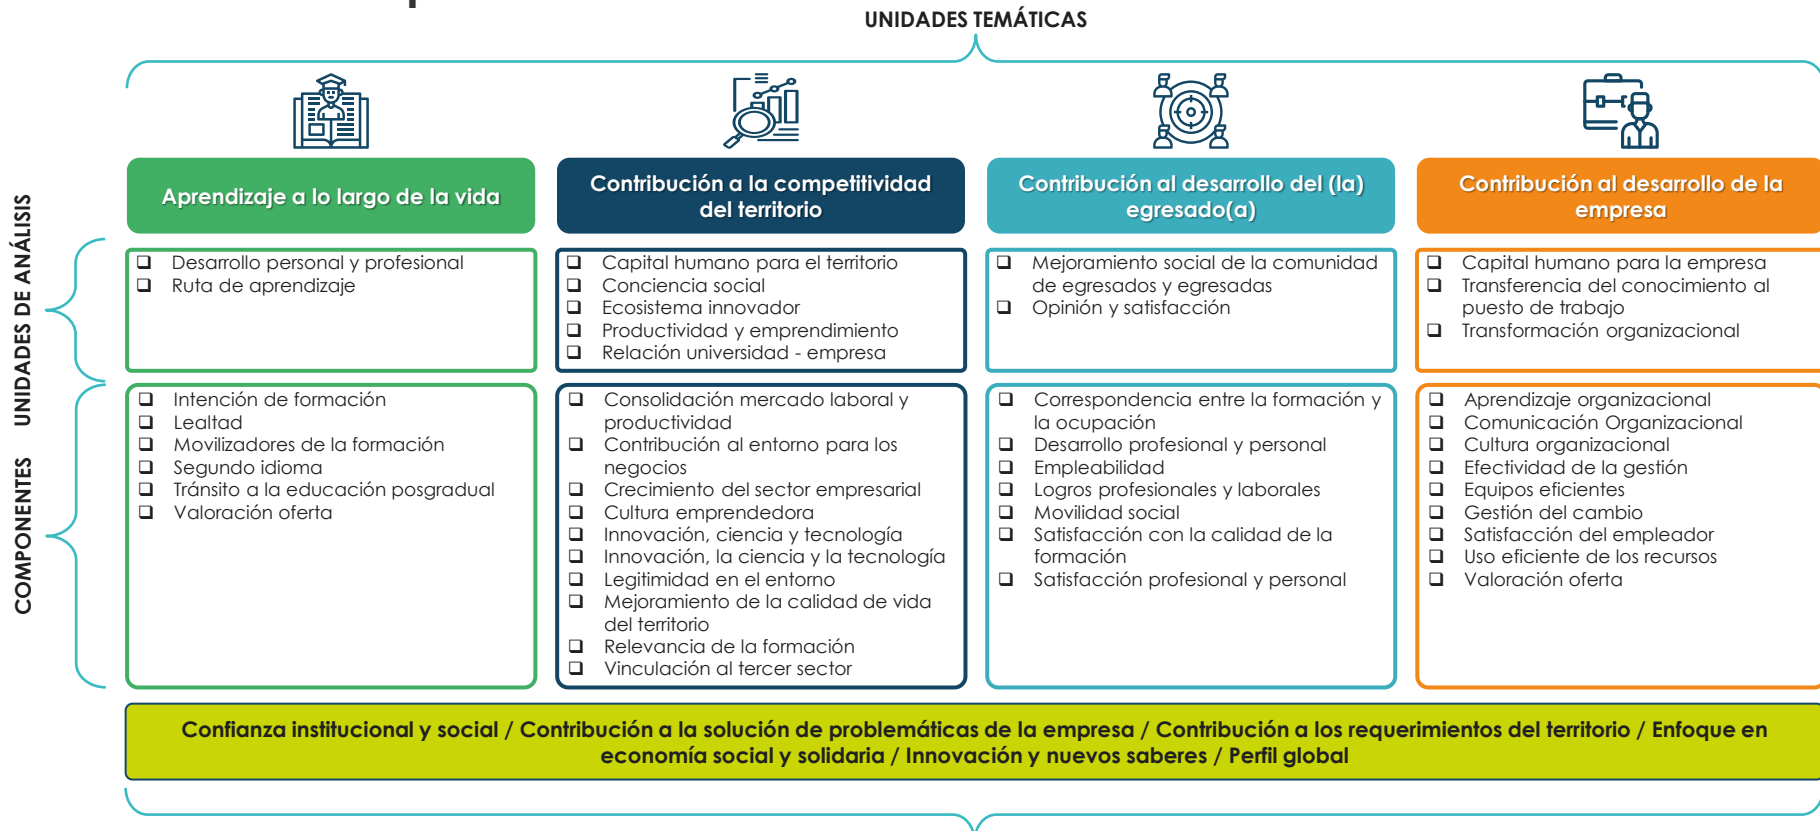 UNIDADES TEMÁTICAS
Aprendizaje a lo largo de la vida
Contribución a la competitividad
del territorio
Contribución al desarrollo del (la)
egresado(a)
Contribución al desarrollo de la
empresa
UNIDADES DE ANÁLISIS
Desarrollo personal y profesional
Ruta de aprendizaje
Capital humano para el territorio
Conciencia social
Ecosistema innovador
Productividad y emprendimiento
Relación universidad - empresa
Mejoramiento social de la comunidad
de egresados y egresadas
Opinión y satisfacción
Capital humano para la empresa
Transferencia del conocimiento al
puesto de trabajo
Transformación organizacional
COMPONENTES
Intención de formación
Lealtad
Movilizadores de la formación
Segundo idioma
Tránsito a la educación posgradual
Valoración oferta
Consolidación mercado laboral y
productividad
Contribución al entorno para los
negocios
Crecimiento del sector empresarial
Cultura emprendedora
Innovación, ciencia y tecnología
Innovación, la ciencia y la tecnología
Legitimidad en el entorno
Mejoramiento de la calidad de vida
del territorio
Relevancia de la formación
Vinculación al tercer sector
Correspondencia entre la formación y
la ocupación
Desarrollo profesional y personal
Empleabilidad
Logros profesionales y laborales
Movilidad social
Satisfacción con la calidad de la
formación
Satisfacción profesional y personal
Aprendizaje organizacional
Comunicación Organizacional
Cultura organizacional
Efectividad de la gestión
Equipos eficientes
Gestión del cambio
Satisfacción del empleador
Uso eficiente de los recursos
Valoración oferta
Confianza institucional y social / Contribución a la solución de problemáticas de la empresa / Contribución a los requerimientos del territorio / Enfoque en
economía social y solidaria / Innovación y nuevos saberes / Perfil global